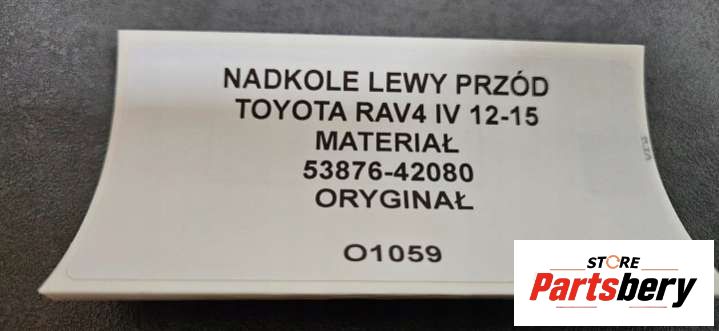 NADKOLE LEWY PRZÓD
TOYOTA RAV4 IV 12-15
MATERIAŁ
53876-42080
ORYGINAŁ
O1059
STORE
Partsbery